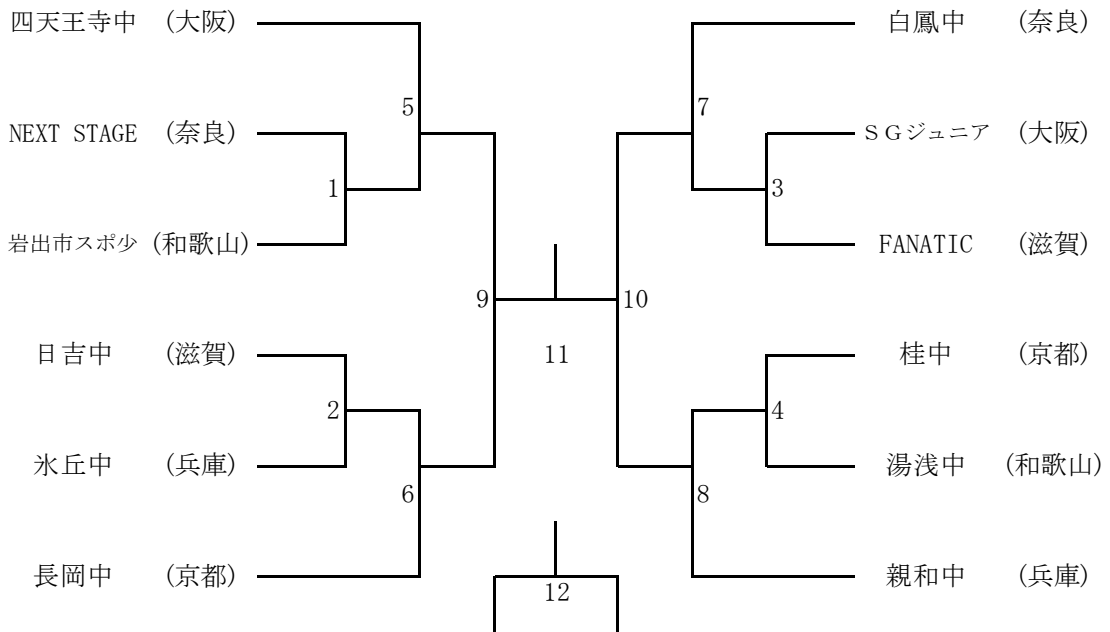 四天王寺中 (大阪) 白鳳中 (奈良)
5 7
NEXT STAGE (奈良) ＳＧジュニア (大阪)
1 3
岩出市スポ少 (和歌山) FANATIC (滋賀)
9 10
日吉中 (滋賀) 11 桂中 (京都)
2 4
氷丘中 (兵庫) 湯浅中 (和歌山)
6 8
長岡中 (京都) 親和中 (兵庫)
12